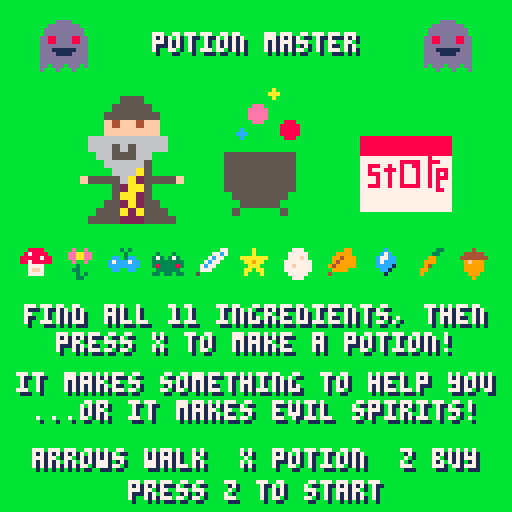 POTION MASTER
StOre
FIND ALL 11 INGREDIENTS, THEN
PRESS X TO MAKE A POTION!
IT MAKES SOMETHING TO HELP YOU
...OR IT MAKES EVIL SPIRITS!
ARROWS WALK X POTION Z BUY
PRESS Z TO START